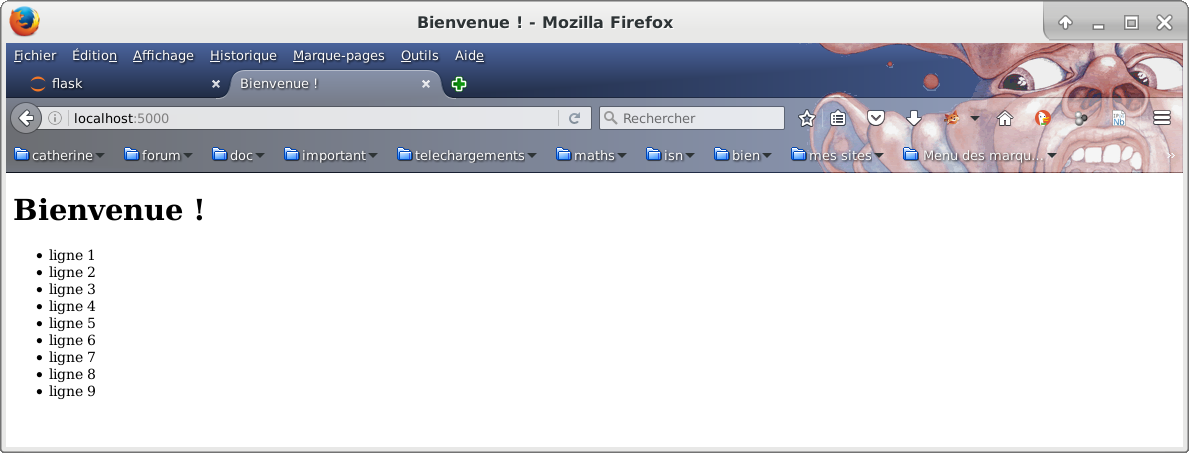 Bienvenue ! - Mozilla Firefox
Fichier Édition Affichage Historique Marque-pages Outils Aide
flask Bienvenue !
localhost:5000 Rechercher
catherine forum doc important telechargements maths isn bien mes sites Menu des marqu... »
Bienvenue !
• ligne 1
• ligne 2
• ligne 3
• ligne 4
• ligne 5
• ligne 6
• ligne 7
• ligne 8
• ligne 9